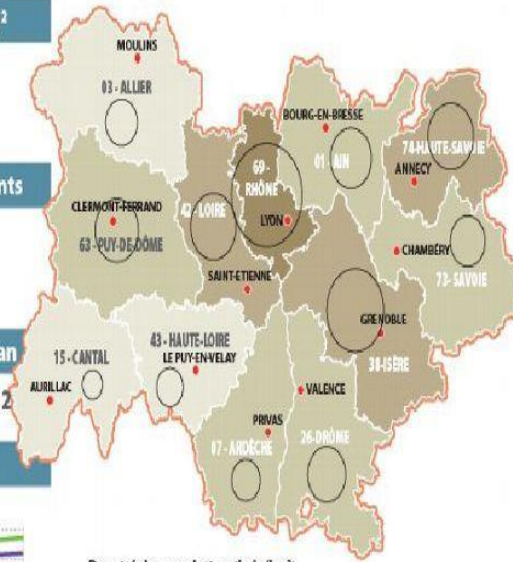 2
MOULINS
03 - ALLIER
BOURG-EN-BRESSE
01 - AIN
74-HAUTE-SAVOIE
ANNECY
69 -
RHÔNE
nts
CLERMONT-FERRAND
63 - PUY-DE-DÔME
42 - LOIRE
LYON
CHAMBÉRY
73 - SAVOIE
SAINT-ETIENNE
GRENOBLE
38-ISÈRE
an
2
15 - CANTAL
AURILLAC
43 - HAUTE-LOIRE
LE PUY-EN-VELAY
VALENCE
PRIVAS
07 - ARDÈCHE
26-DRÔME